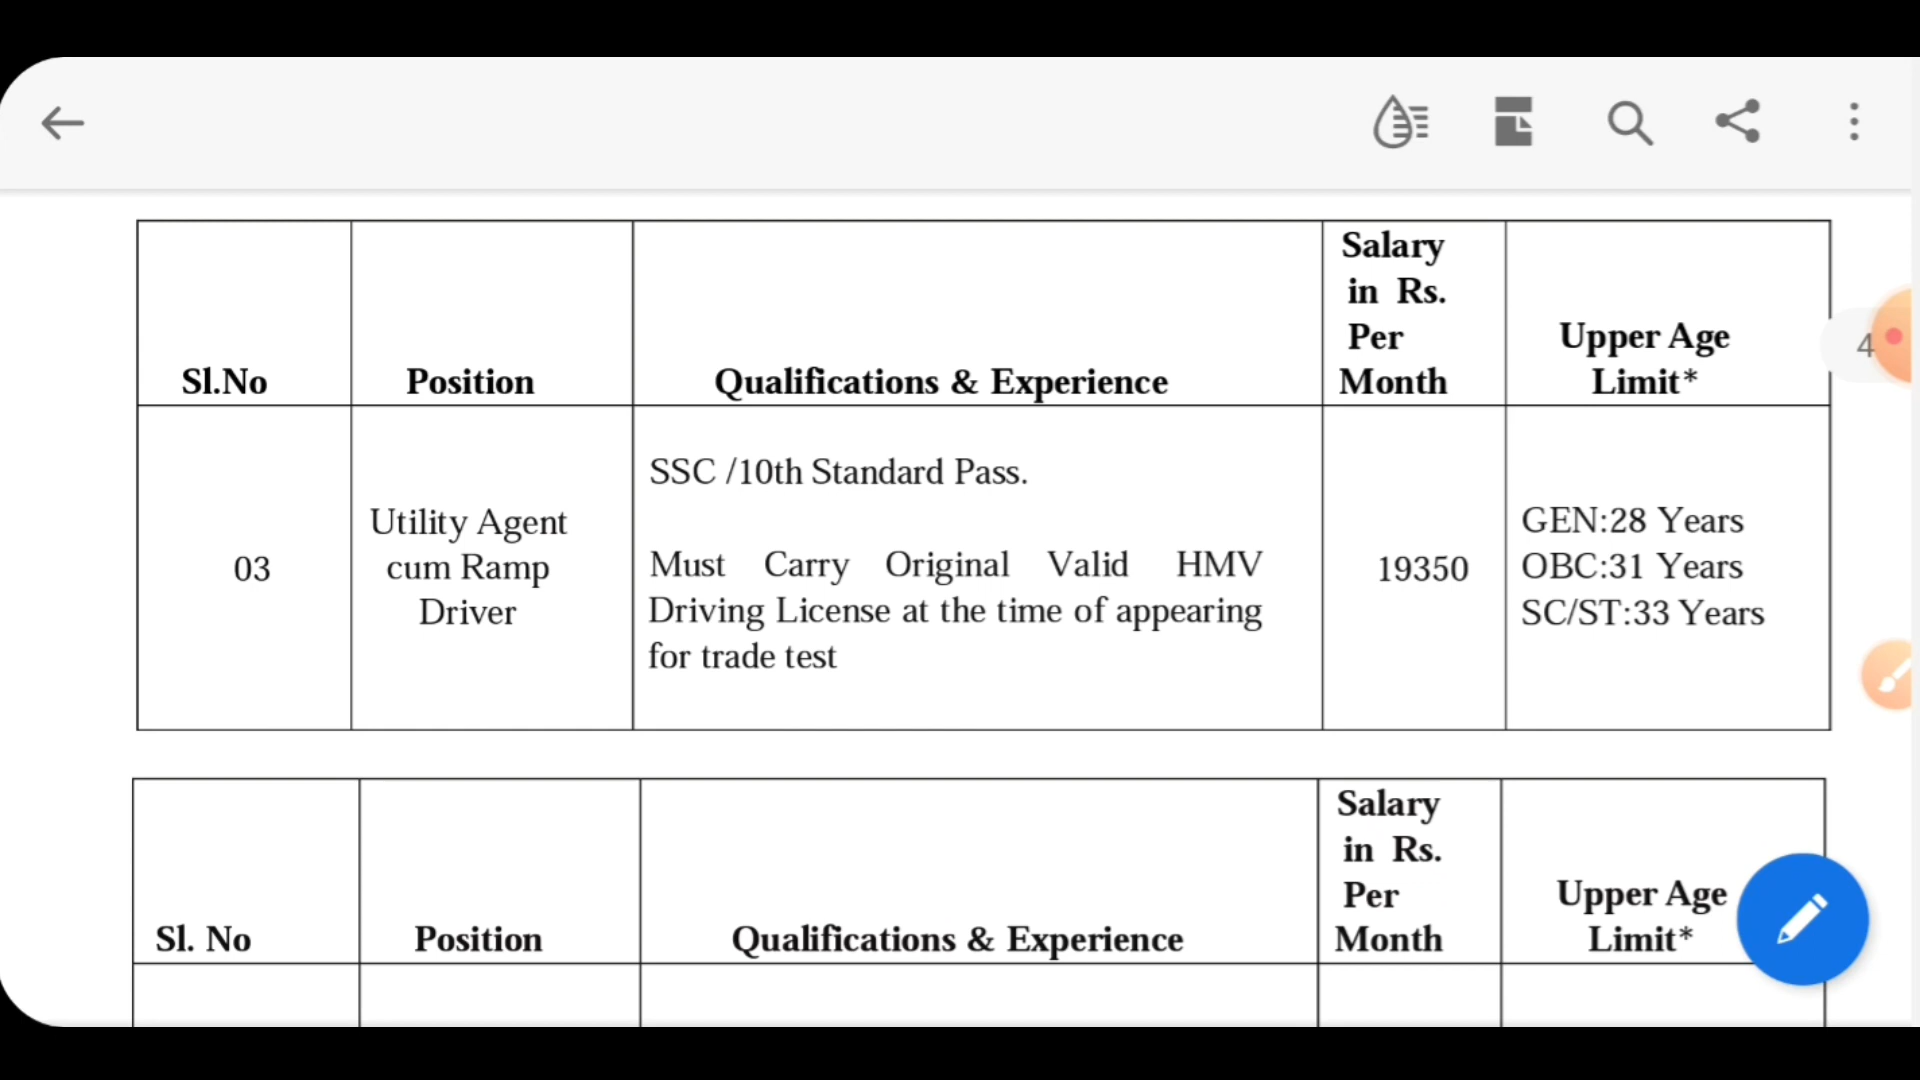 Sl.No
Position
Qualifications & Experience
Salary
in Rs.
Per
Month
Upper Age
Limit*
03
Utility Agent
cum Ramp
Driver
SSC /10th Standard Pass.
Must Carry Original Valid HMV
Driving License at the time of appearing
for trade test
19350
GEN:28 Years
OBC:31 Years
SC/ST:33 Years
4
Sl. No
Position
Qualifications & Experience
Salary
in Rs.
Per
Month
Upper Age
Limit*